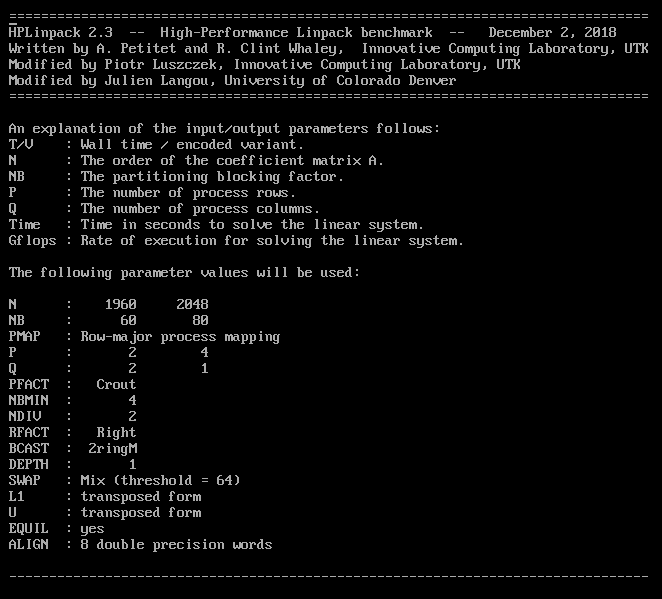 ================================================================================
HPLinpack 2.3  --  High-Performance Linpack benchmark  --   December 2, 2018
Written by A. Petitet and R. Clint Whaley,  Innovative Computing Laboratory, UTK
Modified by Piotr Luszczek, Innovative Computing Laboratory, UTK
Modified by Julien Langou, University of Colorado Denver
================================================================================

An explanation of the input/output parameters follows:
T/V    : Wall time / encoded variant.
N      : The order of the coefficient matrix A.
NB     : The partitioning blocking factor.
P      : The number of process rows.
Q      : The number of process columns.
Time   : Time in seconds to solve the linear system.
Gflops : Rate of execution for solving the linear system.

The following parameter values will be used:

N      :    1960     2048
NB     :      60       80
PMAP   : Row-major process mapping
P      :       2        4
Q      :       2        1
PFACT  :   Crout
NBMIN  :       4
NDIV   :       2
RFACT  :   Right
BCAST  :  2ringM
DEPTH  :       1
SWAP   : Mix (threshold = 64)
L1     : transposed form
U      : transposed form
EQUIL  : yes
ALIGN  : 8 double precision words

--------------------------------------------------------------------------------